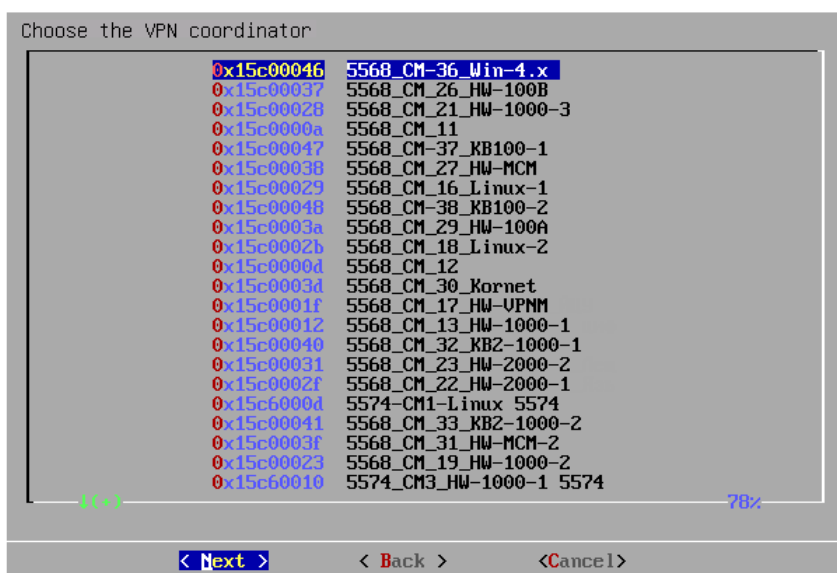 Choose the VPN coordinator
0x15c00046 5568_CM-36_Win-4.x
0x15c00037 5568_CM_26_HW-100B
0x15c00028 5568_CM_21_HW-1000-3
0x15c0000a 5568_CM_11
0x15c00047 5568_CM-37_KB100-1
0x15c00038 5568_CM_27_HW-MCM
0x15c00029 5568_CM_16_Linux-1
0x15c00048 5568_CM-38_KB100-2
0x15c0003a 5568_CM_29_HW-100A
0x15c0002b 5568_CM_18_Linux-2
0x15c0000d 5568_CM_12
0x15c0003d 5568_CM_30_Kornet
0x15c0001f 5568_CM_17_HW-VPNM
0x15c00012 5568_CM_13_HW-1000-1
0x15c00040 5568_CM_32_KB2-1000-1
0x15c00031 5568_CM_23_HW-2000-2
0x15c0002f 5568_CM_22_HW-2000-1
0x15c6000d 5574-CM1-Linux 5574
0x15c00041 5568_CM_33_KB2-1000-2
0x15c0003f 5568_CM_31_HW-MCM-2
0x15c00023 5568_CM_19_HW-1000-2
0x15c60010 5574_CM3_HW-1000-1 5574
↓(+) 78%
< Next > < Back > <Cancel>